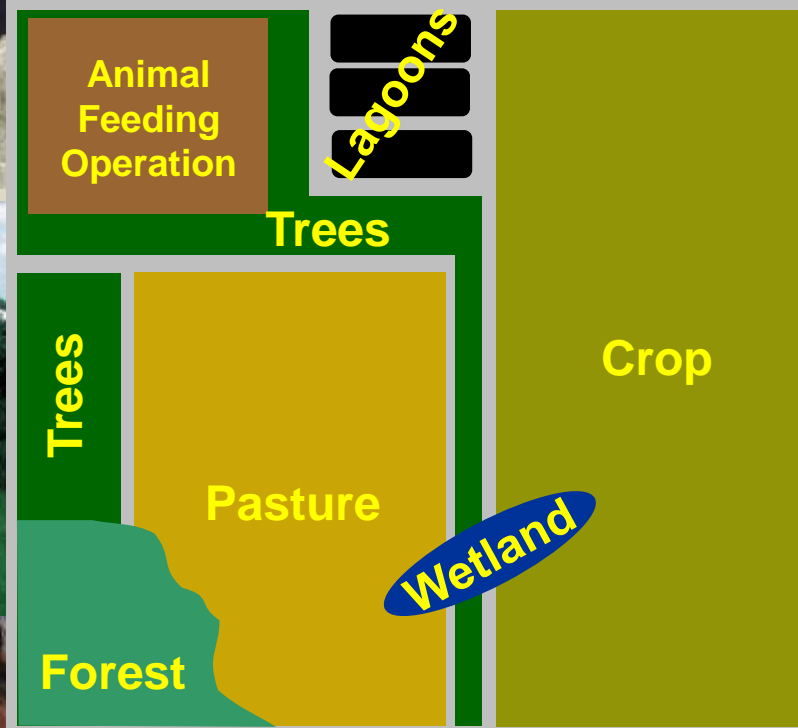 Animal
Feeding
Operation
Lagoons
Trees
Trees
Crop
Pasture
Wetland
Forest